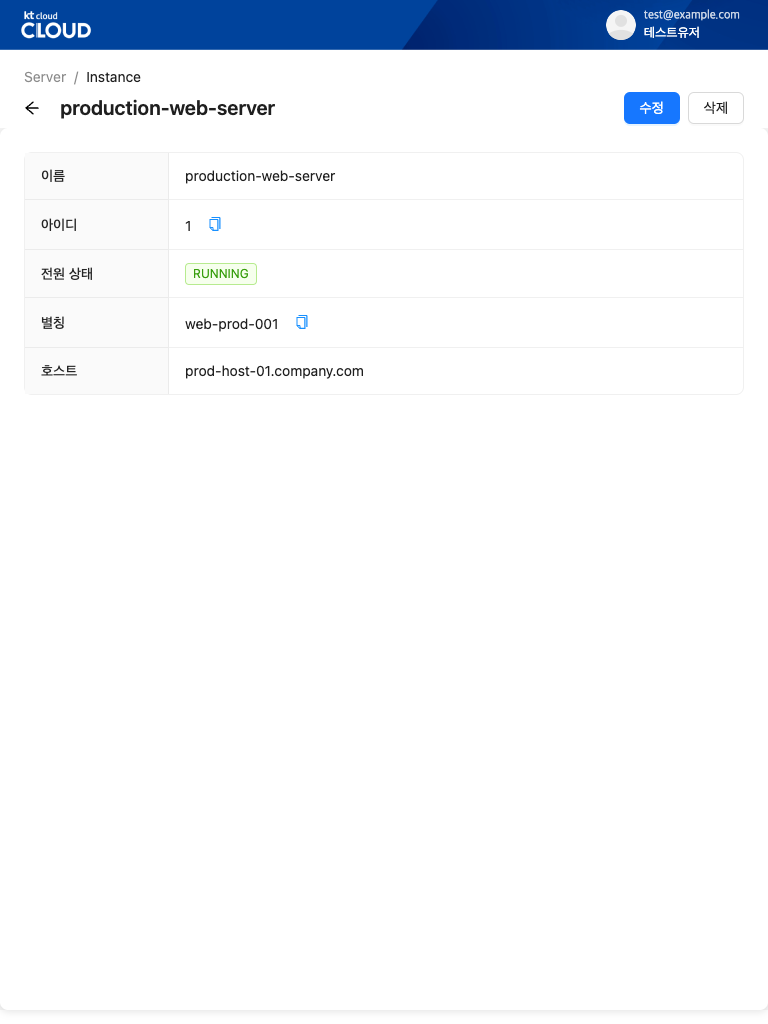 kt cloud
CLOUD
test@example.com
테스트유저
Server / Instance
production-web-server
수정
삭제
이름
production-web-server
아이디
1
전원 상태
RUNNING
별칭
web-prod-001
호스트
prod-host-01.company.com